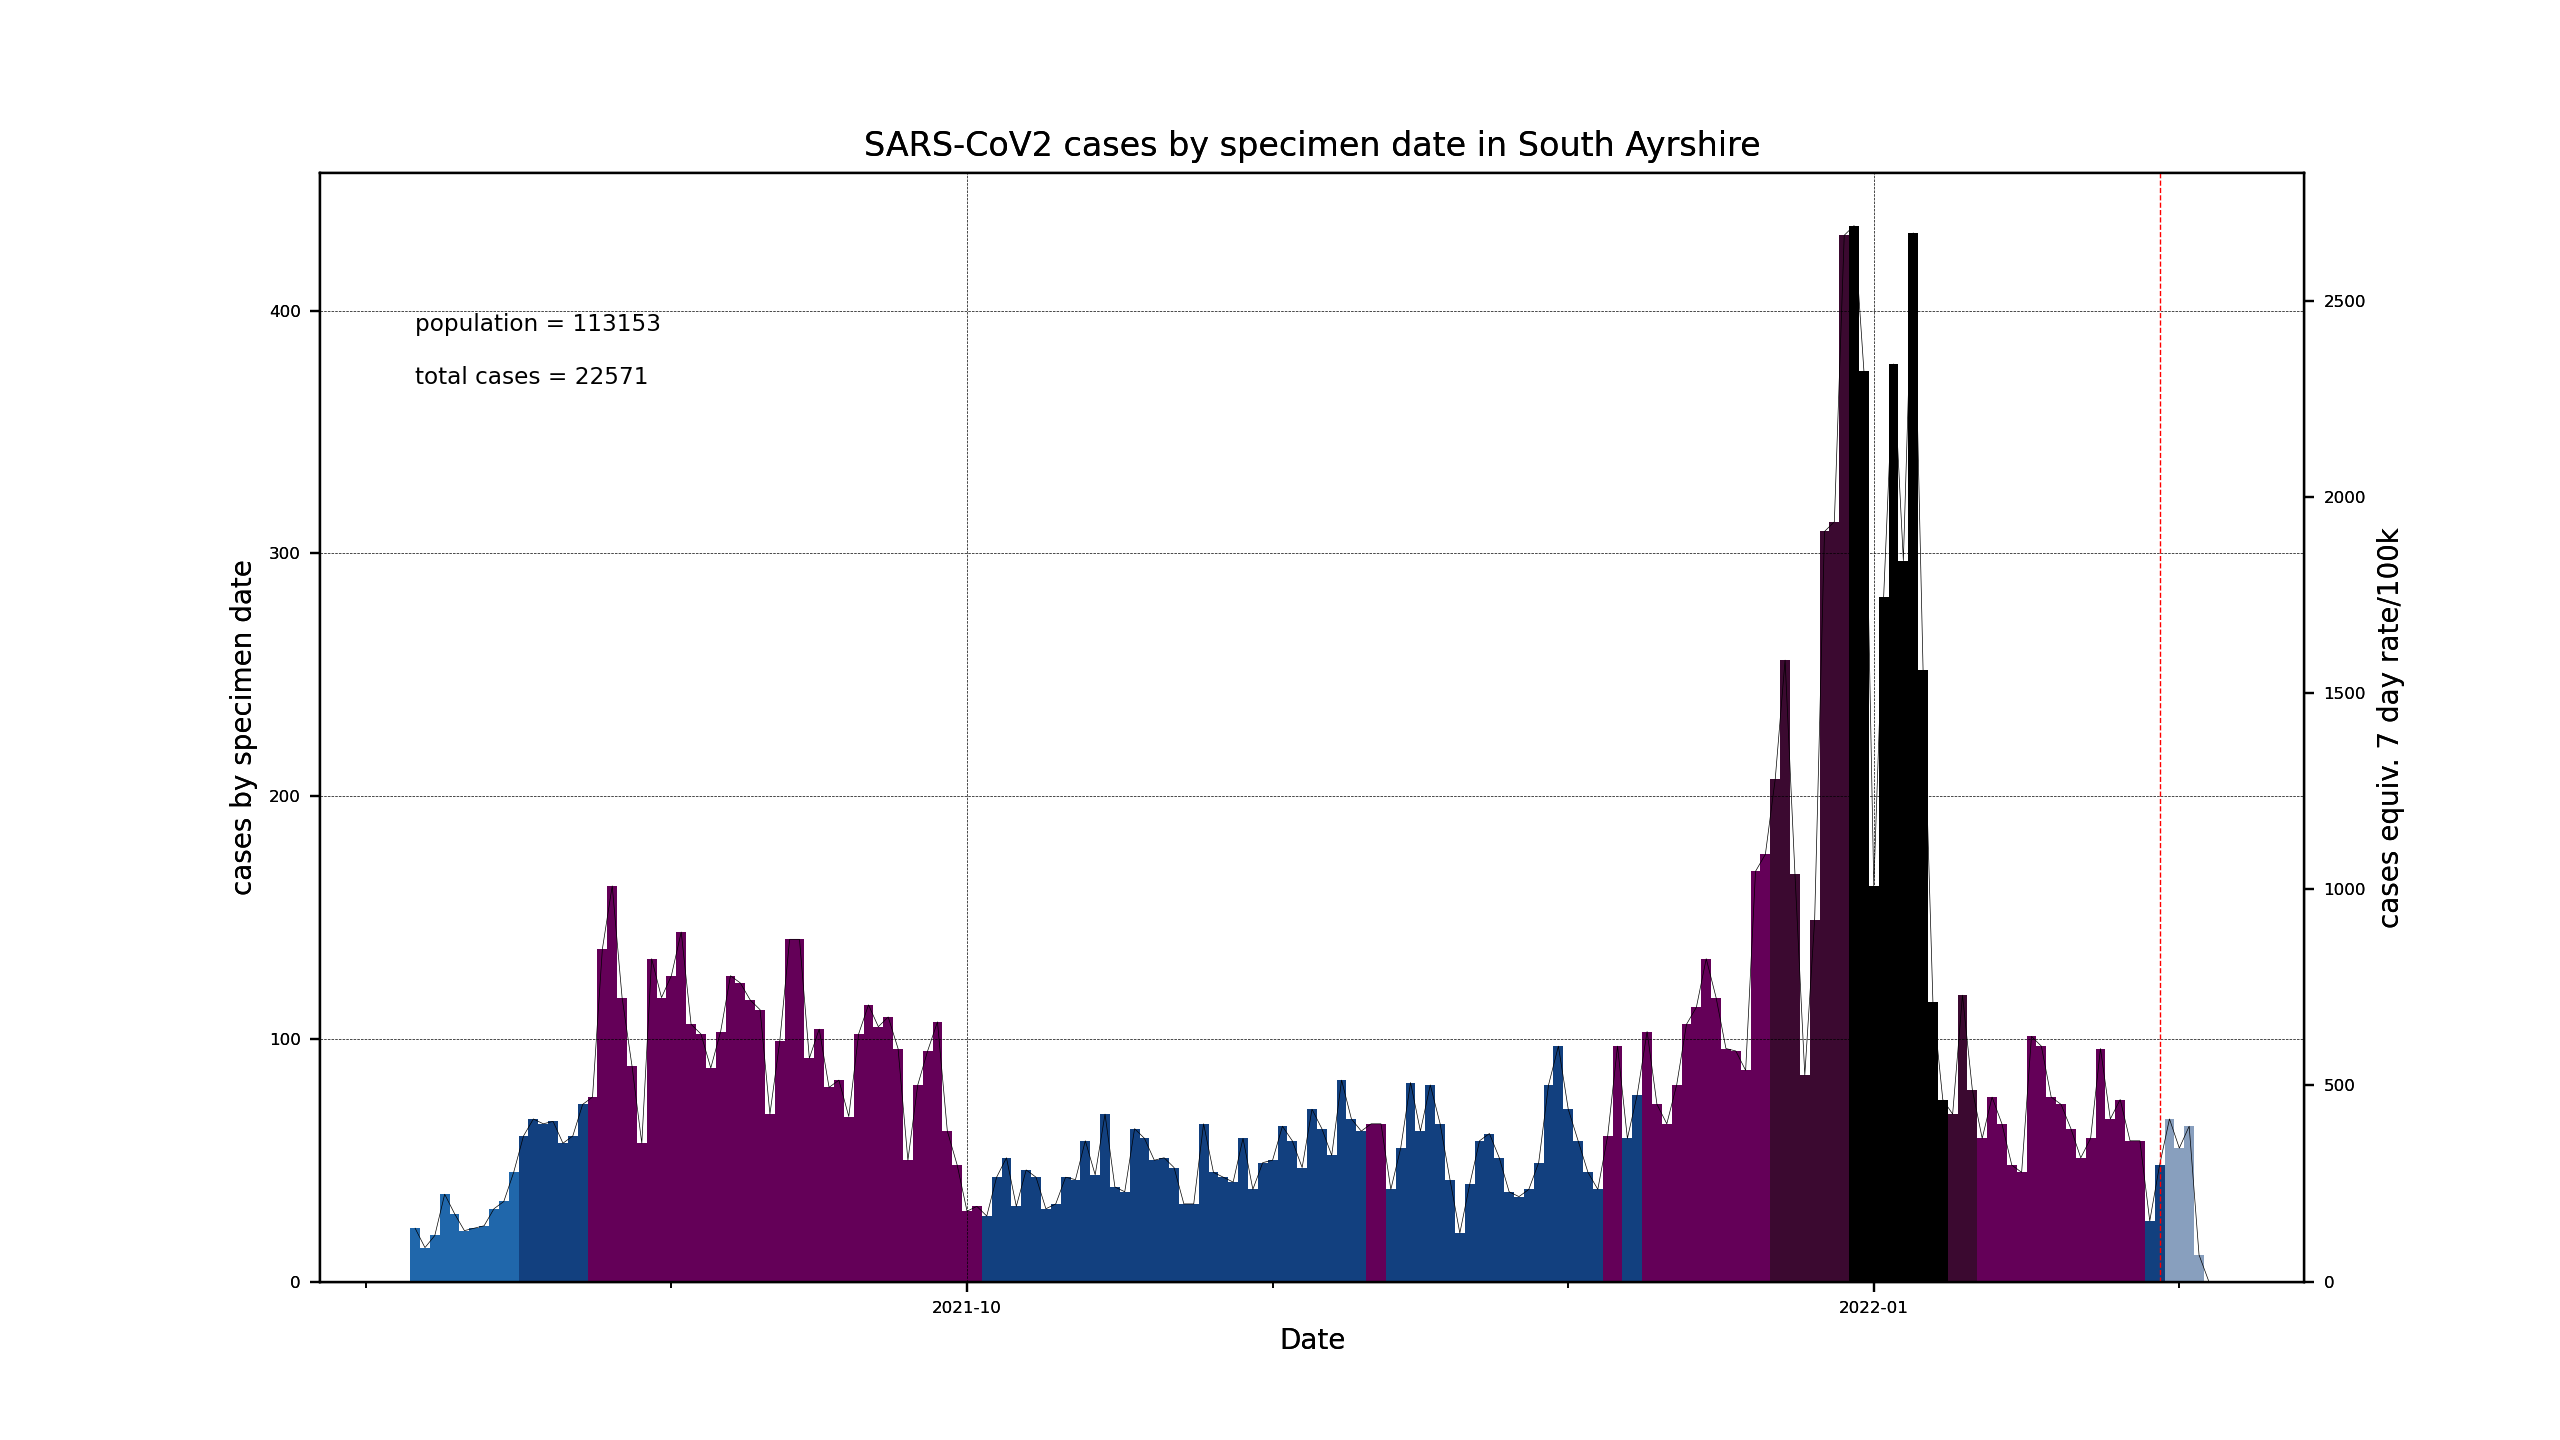 SARS-CoV2 cases by specimen date in South Ayrshire
population = 113153
total cases = 22571
cases by specimen date
400
300
200
100
0
2500
2000
1500
1000
500
0
cases equiv. 7 day rate/100k
2021-10
2022-01
Date